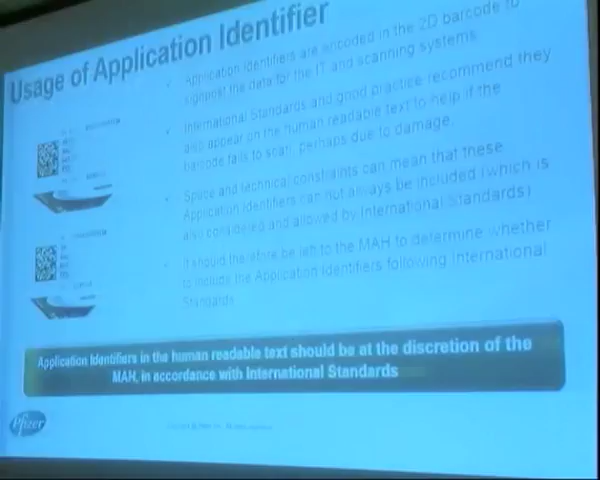 Usage of Application Identifier
Application Identifiers are encoded in the 2D barcode to
signpost the data for the IT and scanning systems.
International Standards and good practice recommend they
also appear on the human readable text to help if the
barcode fails to scan, perhaps due to damage.
Space and technical constraints can mean that these
Application Identifiers can not always be included (which is
also considered and allowed by International Standards)
It should therefore be left to the MAH to determine whether
to include the Application Identifiers following International
Standards
Application Identifiers in the human readable text should be at the discretion of the
MAH, in accordance with International Standards
Pfizer